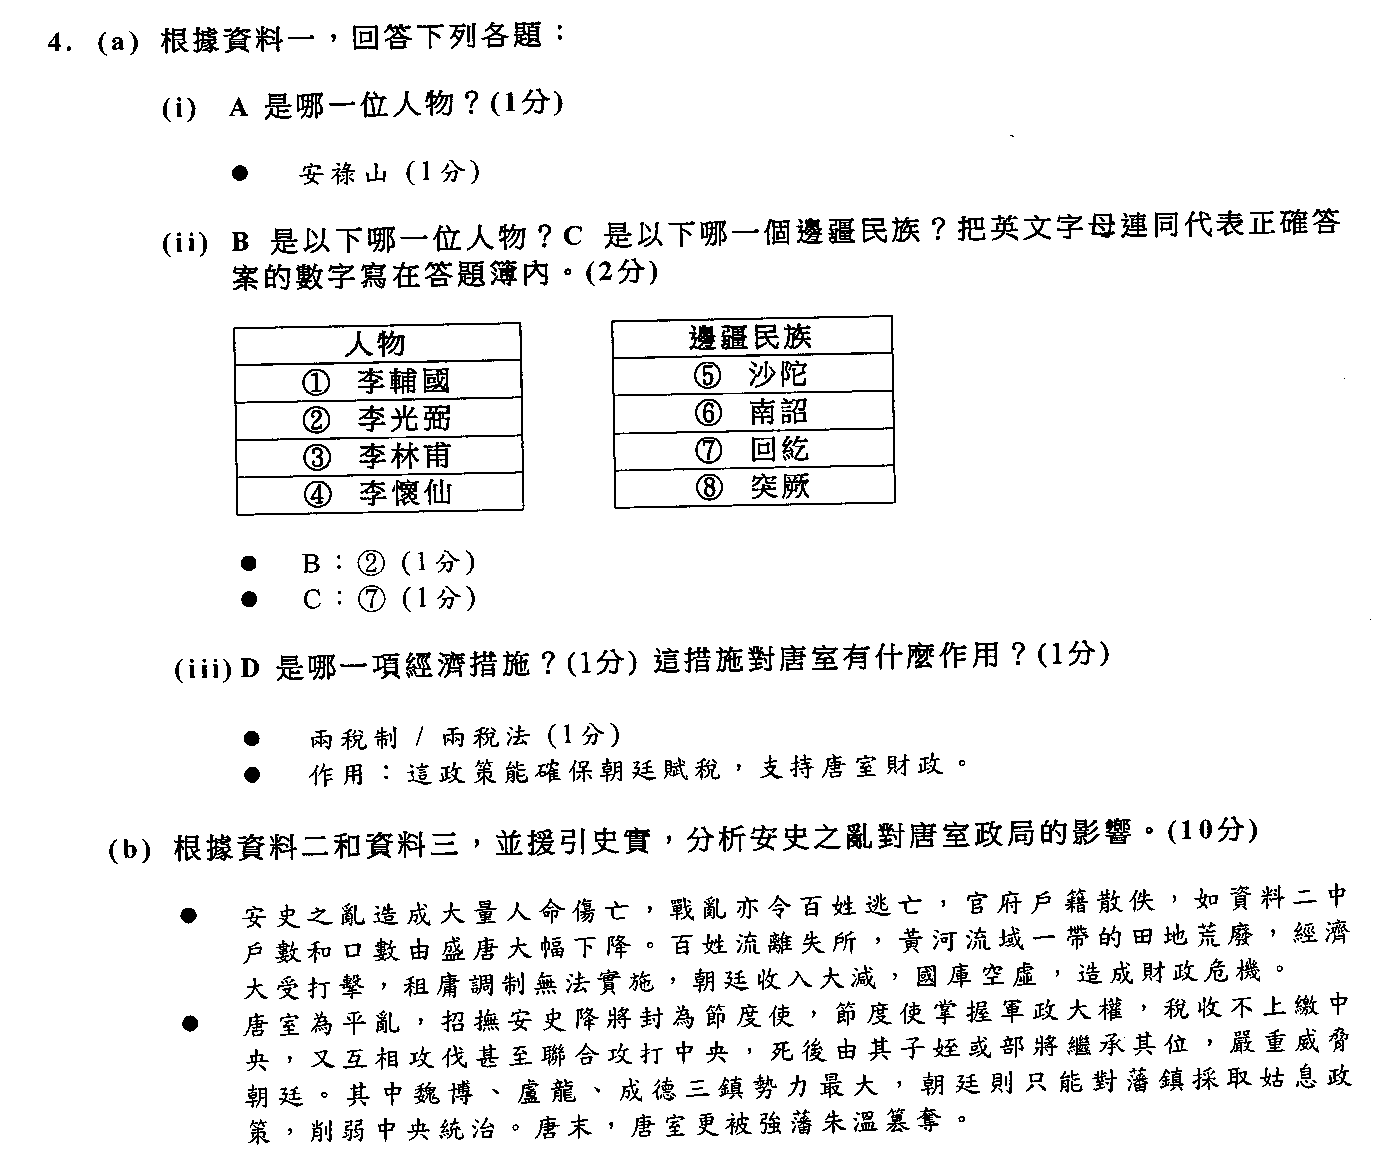 4. (a) 根據資料一，回答下列各題：
(i) A 是哪一位人物？(1分)
● 安祿山 (1分)
(ii) B 是以下哪一位人物？C 是以下哪一個邊疆民族？把英文字母連同代表正確答
案的數字寫在答題簿內。(2分)
人物
① 李輔國
② 李光弼
③ 李林甫
④ 李懷仙
邊疆民族
⑤ 沙陀
⑥ 南詔
⑦ 回紇
⑧ 突厥
● B：② (1分)
● C：⑦ (1分)
(iii) D 是哪一項經濟措施？(1分) 這措施對唐室有什麼作用？(1分)
● 兩稅制 / 兩稅法 (1分)
● 作用：這政策能確保朝廷賦稅，支持唐室財政。
(b) 根據資料二和資料三，並援引史實，分析安史之亂對唐室政局的影響。(10分)
● 安史之亂造成大量人命傷亡，戰亂亦令百姓逃亡，官府戶籍散佚，如資料二中
戶數和口數由盛唐大幅下降。百姓流離失所，黃河流域一帶的田地荒廢，經濟
大受打擊，租庸調制無法實施，朝廷收入大減，國庫空虛，造成財政危機。
● 唐室為平亂，招撫安史降將封為節度使，節度使掌握軍政大權，稅收不上繳中
央，又互相攻伐甚至聯合攻打中央，死後由其子姪或部將繼承其位，嚴重威脅
朝廷。其中魏博、盧龍、成德三鎮勢力最大，朝廷則只能對藩鎮採取姑息政
策，削弱中央統治。唐末，唐室更被強藩朱溫篡奪。